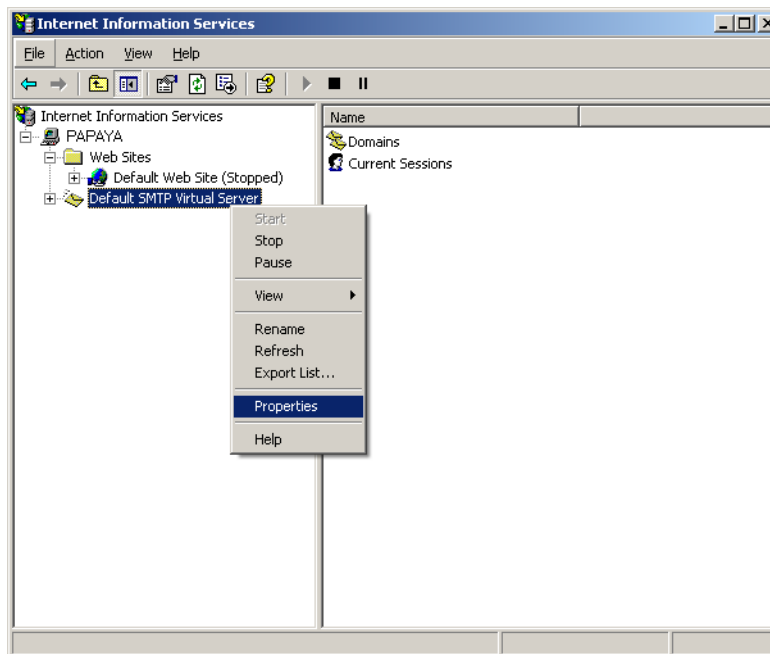 Internet Information Services
File Action View Help
Internet Information Services
PAPAYA
Web Sites
Default Web Site (Stopped)
Default SMTP Virtual Server
Name
Domains
Current Sessions
Start
Stop
Pause
View
Rename
Refresh
Export List...
Properties
Help